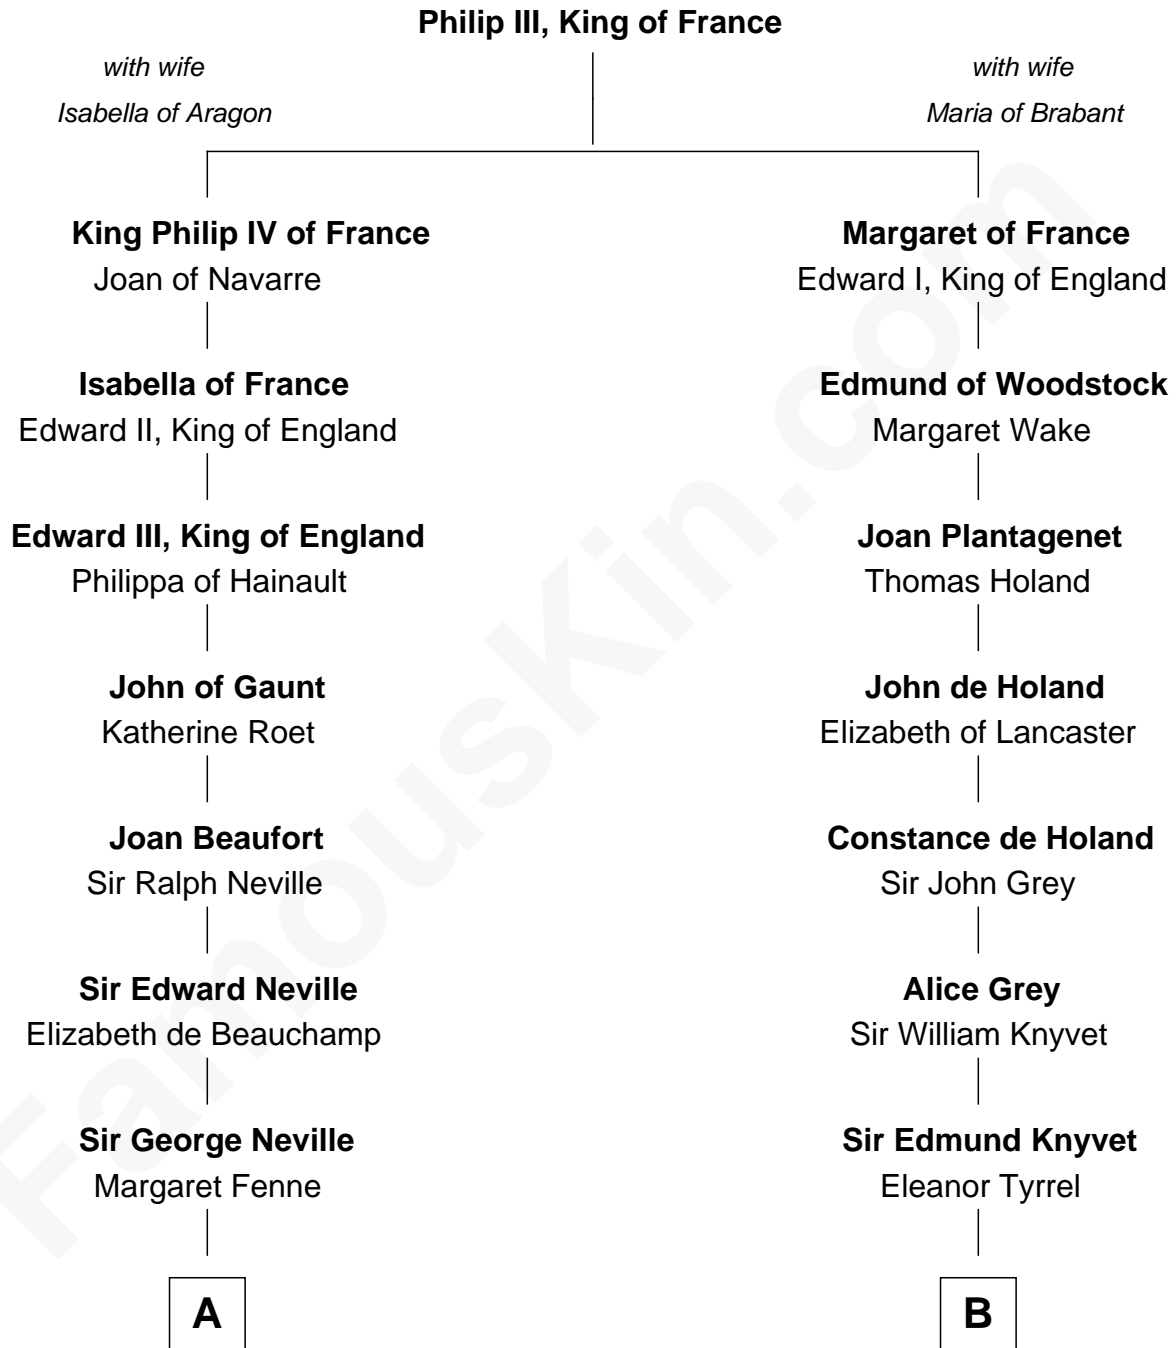 Philip III, King of France
with wife
Isabella of Aragon
with wife
Maria of Brabant
King Philip IV of France
Joan of Navarre
Margaret of France
Edward I, King of England
Isabella of France
Edward II, King of England
Edmund of Woodstock
Margaret Wake
Edward III, King of England
Philippa of Hainault
Joan Plantagenet
Thomas Holand
John of Gaunt
Katherine Roet
John de Holand
Elizabeth of Lancaster
Joan Beaufort
Sir Ralph Neville
Constance de Holand
Sir John Grey
Sir Edward Neville
Elizabeth de Beauchamp
Alice Grey
Sir William Knyvet
Sir George Neville
Margaret Fenne
Sir Edmund Knyvet
Eleanor Tyrrel
A
B
FamousKin.com